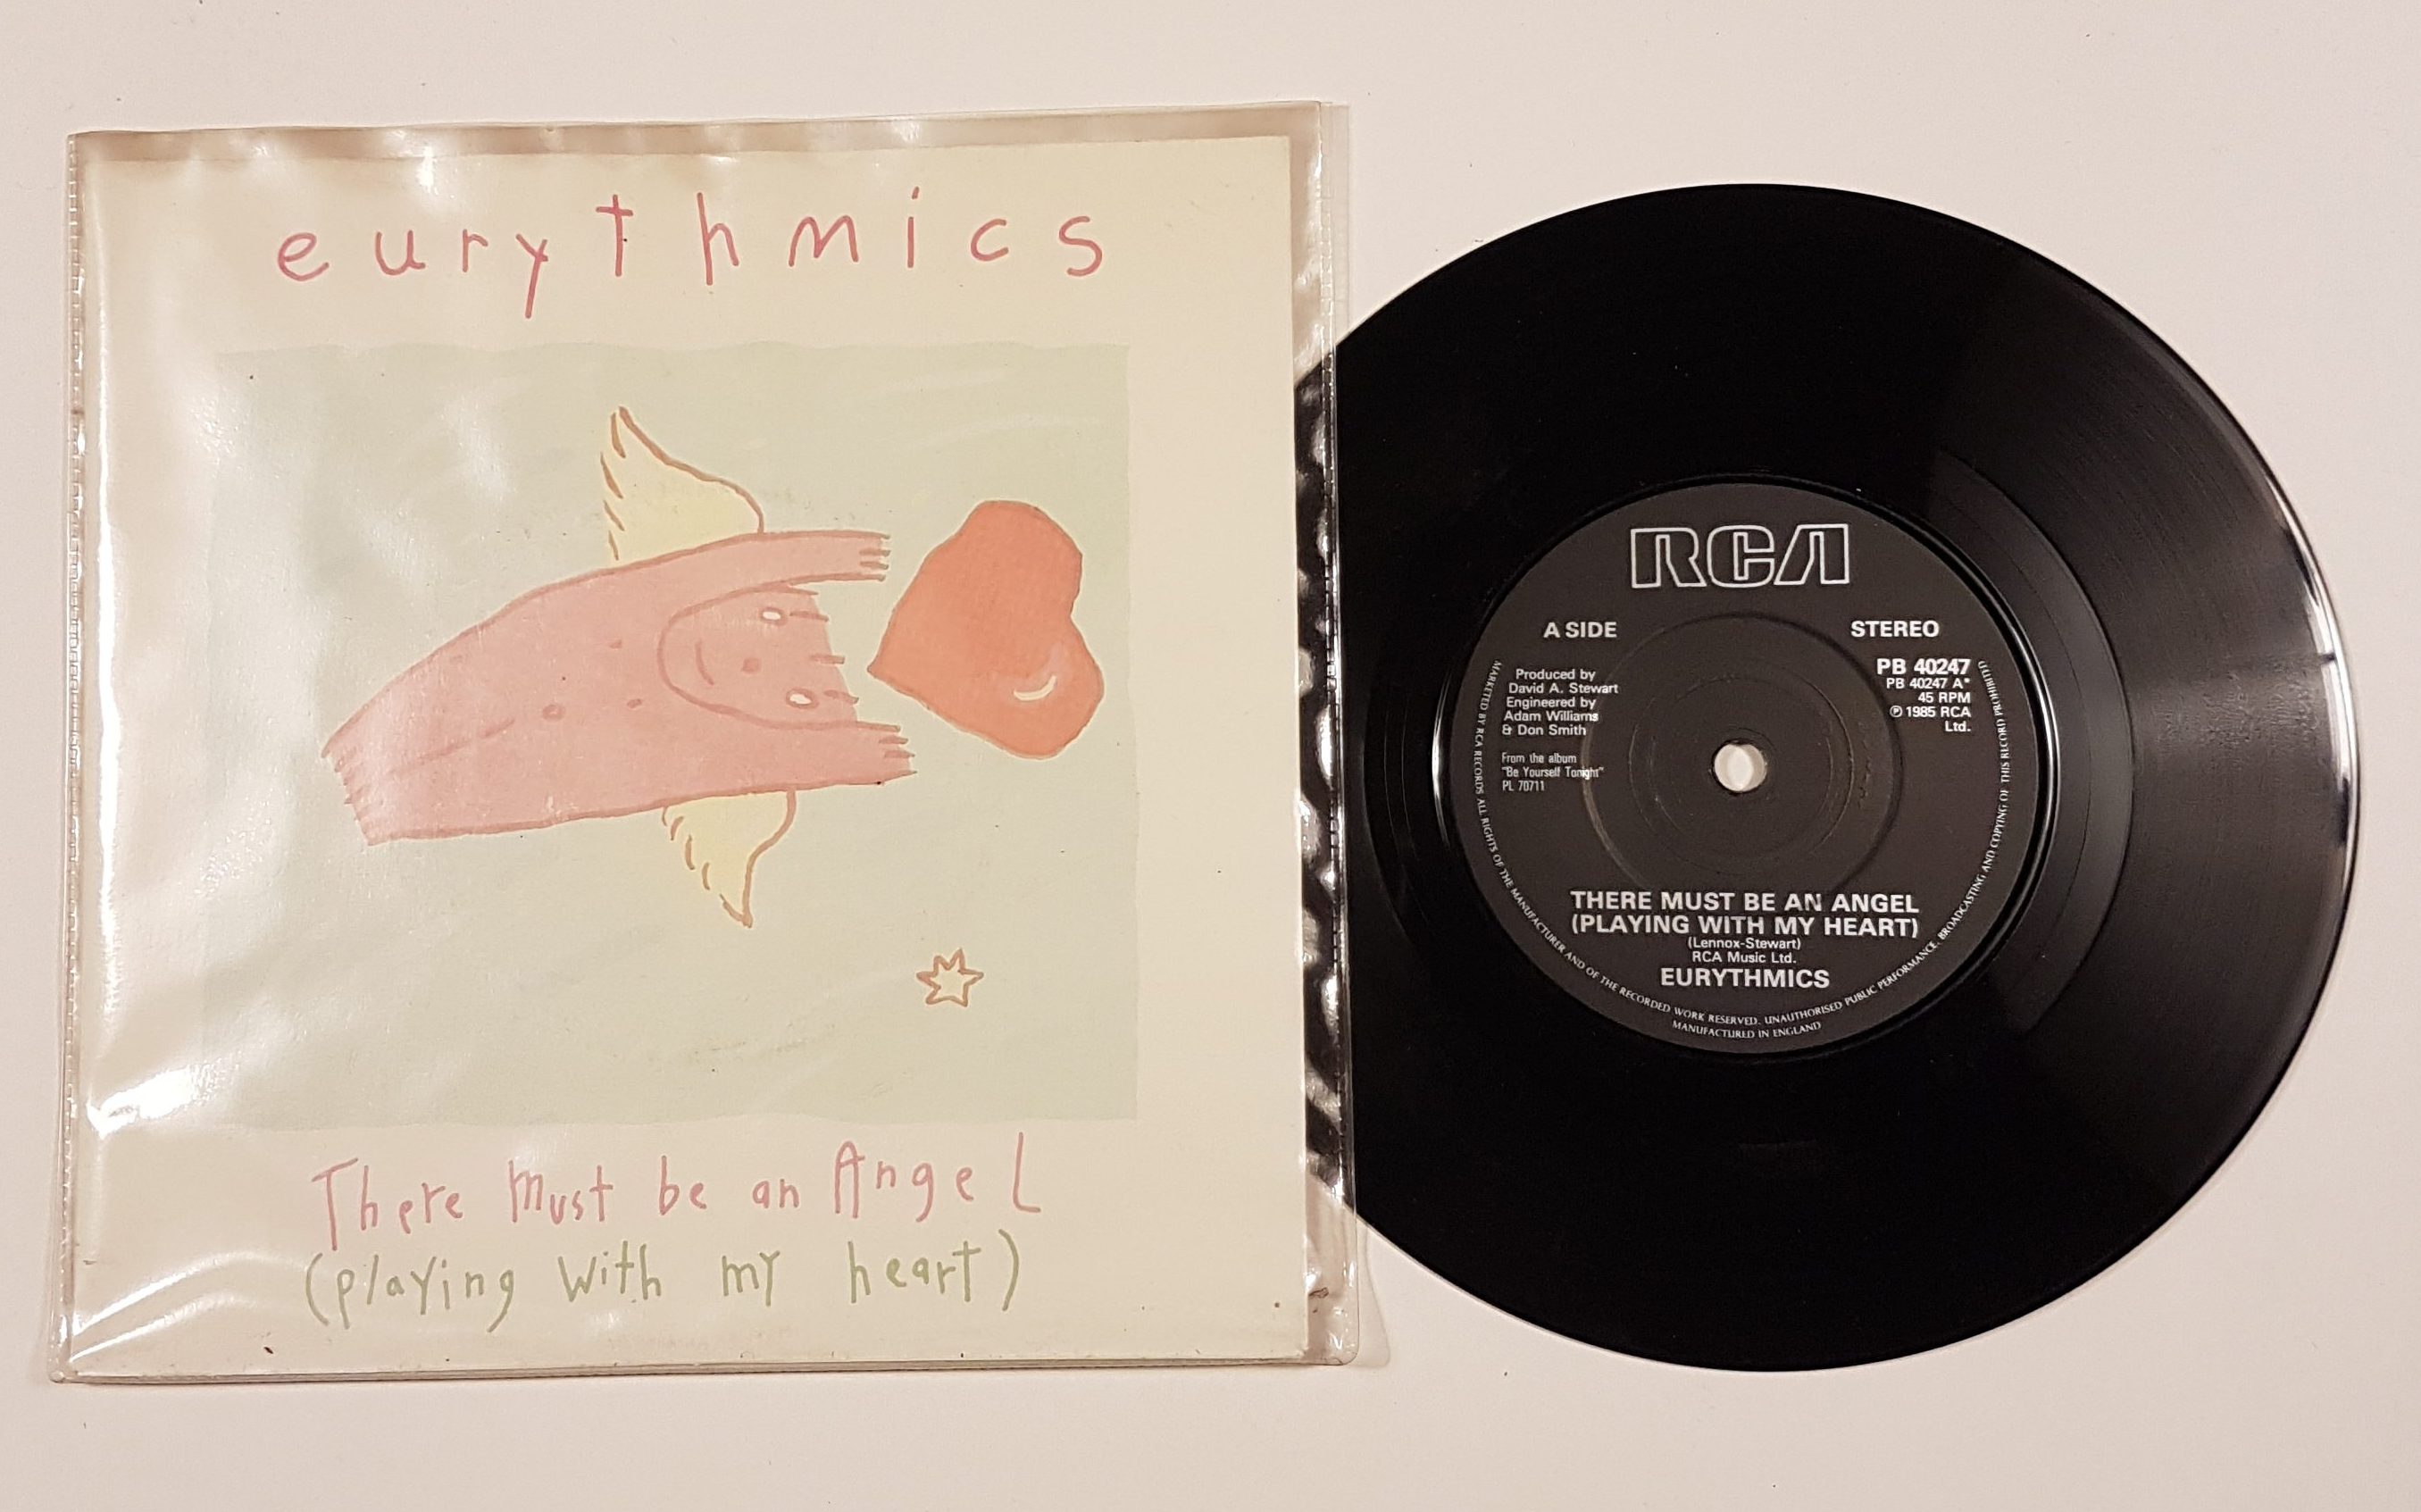 eurythmics
There must be an Angel
(playing with my heart)
RCA
A SIDE
STEREO
Produced by
David A. Stewart
Engineered by
Adam Williams
& Don Smith
From the album
"Be Yourself Tonight"
PL 70711
PB 40247
PB 40247 A*
45 RPM
℗ 1985 RCA
Ltd.
THERE MUST BE AN ANGEL
(PLAYING WITH MY HEART)
(Lennox-Stewart)
RCA Music Ltd.
EURYTHMICS
MARKETED BY RCA RECORDS ALL RIGHTS OF THE MANUFACTURER AND OF THE RECORDED WORK RESERVED. UNAUTHORISED PUBLIC PERFORMANCE, BROADCASTING AND COPYING OF THIS RECORD PROHIBITED
MANUFACTURED IN ENGLAND